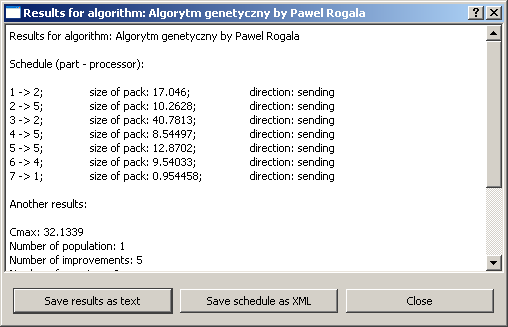 Results for algorithm: Algorytm genetyczny by Pawel Rogala
Results for algorithm: Algorytm genetyczny by Pawel Rogala
Schedule (part - processor):
1 -> 2; size of pack: 17.046; direction: sending
2 -> 5; size of pack: 10.2628; direction: sending
3 -> 2; size of pack: 40.7813; direction: sending
4 -> 5; size of pack: 8.54497; direction: sending
5 -> 5; size of pack: 12.8702; direction: sending
6 -> 4; size of pack: 9.54033; direction: sending
7 -> 1; size of pack: 0.954458; direction: sending
Another results:
Cmax: 32.1339
Number of population: 1
Number of improvements: 5
Save results as text Save schedule as XML Close